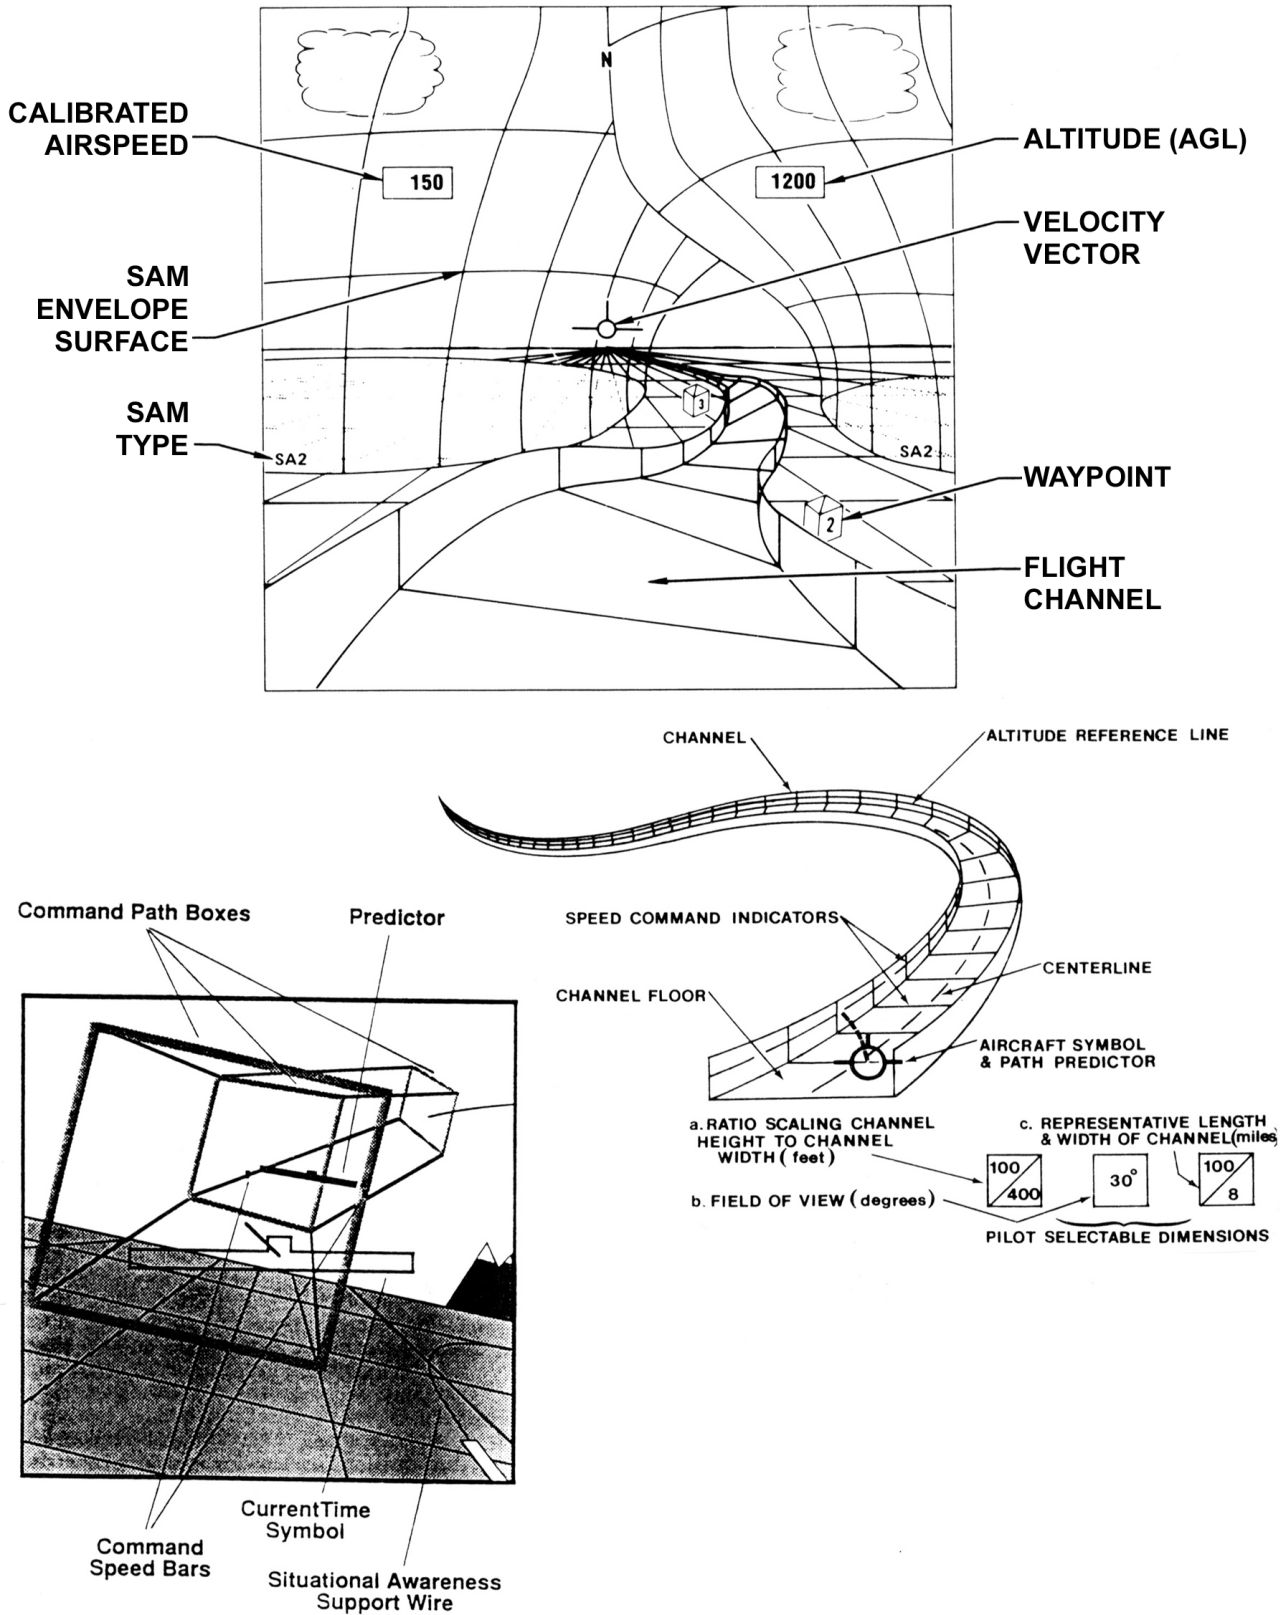 N
CALIBRATED
AIRSPEED
150
1200
ALTITUDE (AGL)
VELOCITY
VECTOR
SAM
ENVELOPE
SURFACE
SAM
TYPE
SA2
3
SA2
WAYPOINT
2
FLIGHT
CHANNEL
CHANNEL
ALTITUDE REFERENCE LINE
SPEED COMMAND INDICATORS
CENTERLINE
CHANNEL FLOOR
AIRCRAFT SYMBOL
& PATH PREDICTOR
a. RATIO SCALING CHANNEL
HEIGHT TO CHANNEL
WIDTH (feet)
c. REPRESENTATIVE LENGTH
& WIDTH OF CHANNEL (miles)
100
400
30°
100
8
b. FIELD OF VIEW (degrees)
PILOT SELECTABLE DIMENSIONS
Command Path Boxes
Predictor
Command
Speed Bars
CurrentTime
Symbol
Situational Awareness
Support Wire